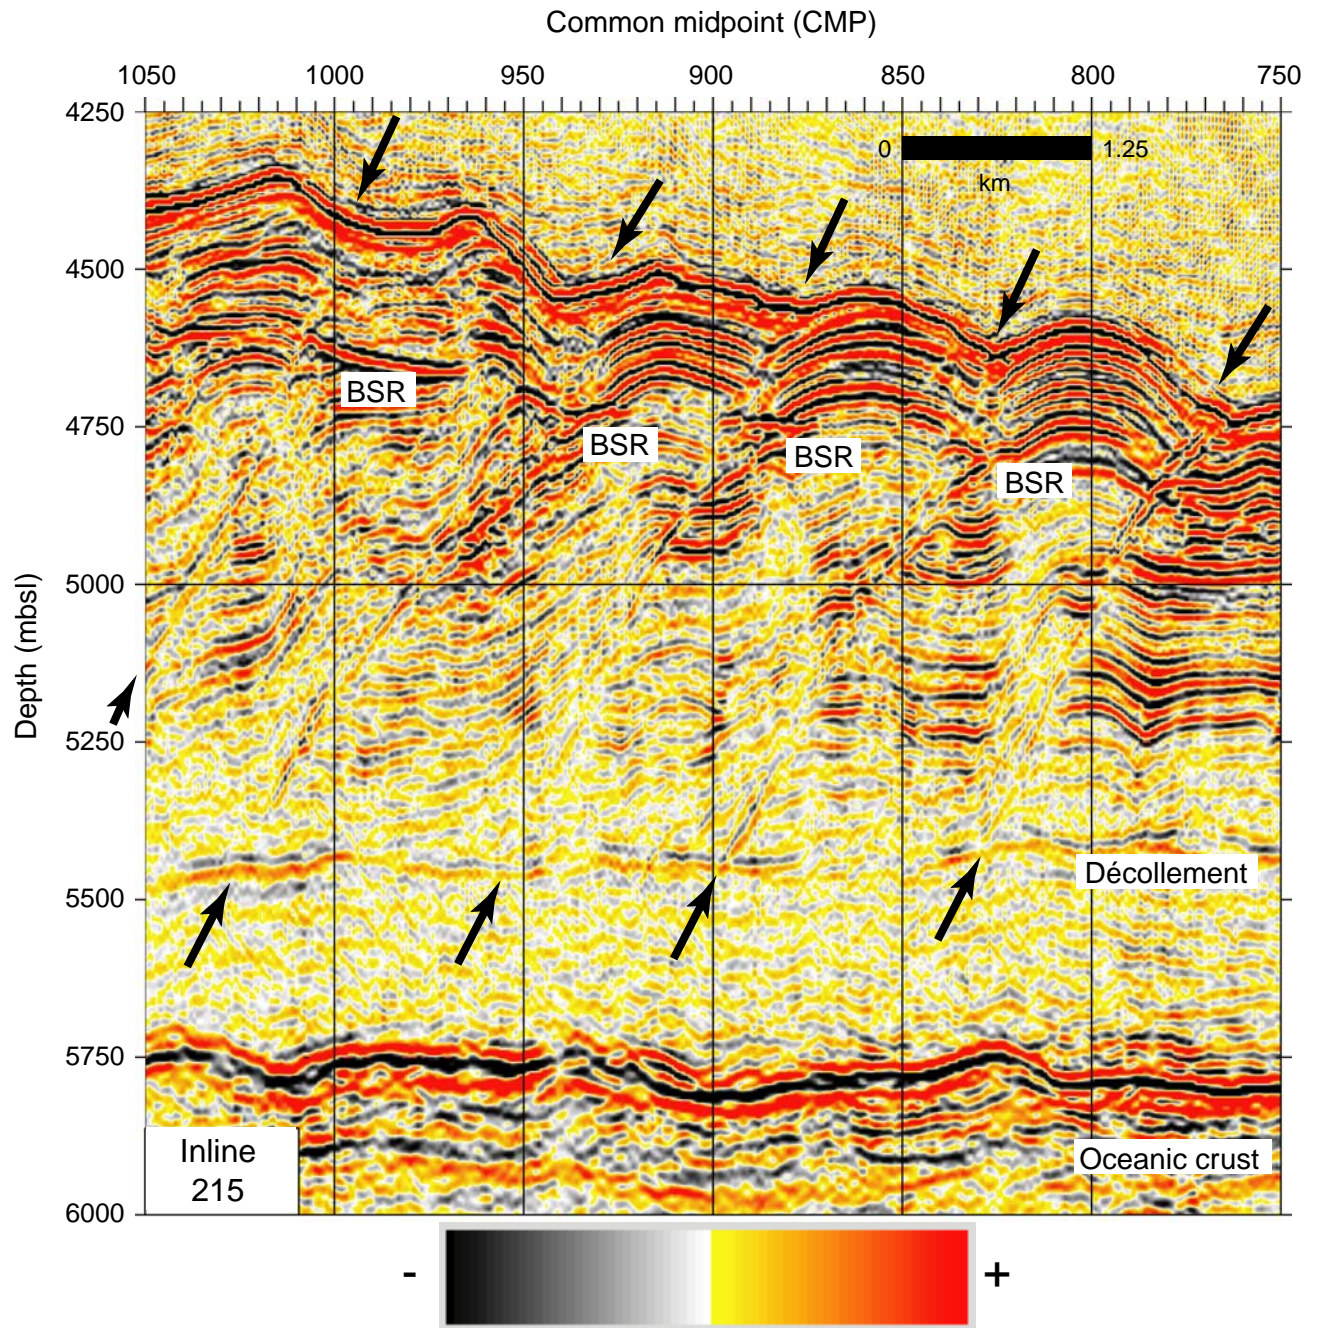 Common midpoint (CMP)
1050 1000 950 900 850 800 750
4250
0 1.25
km
4500
BSR
4750
BSR
BSR
BSR
5000
Depth (mbsl)
5250
Décollement
5500
5750
Inline
215
Oceanic crust
6000
- +